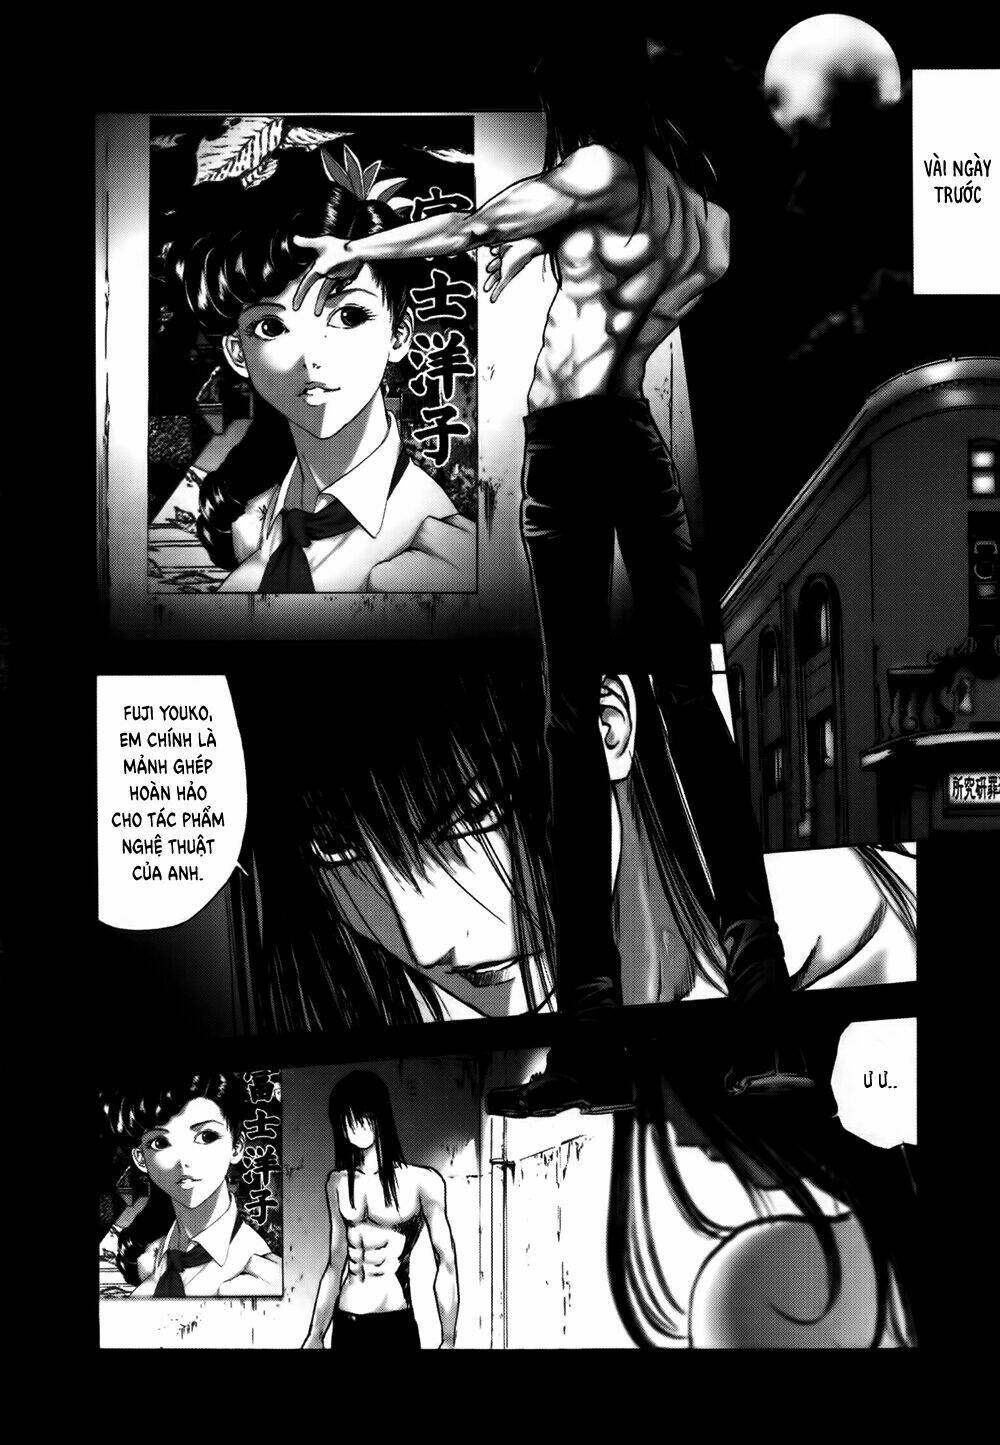 VÀI NGÀY
TRƯỚC
富士洋子
FUJI YOUKO,
EM CHÍNH LÀ
MẢNH GHÉP
HOÀN HẢO
CHO TÁC PHẨM
NGHỆ THUẬT
CỦA ANH.
所究研罪
Ư Ư..
富士洋子